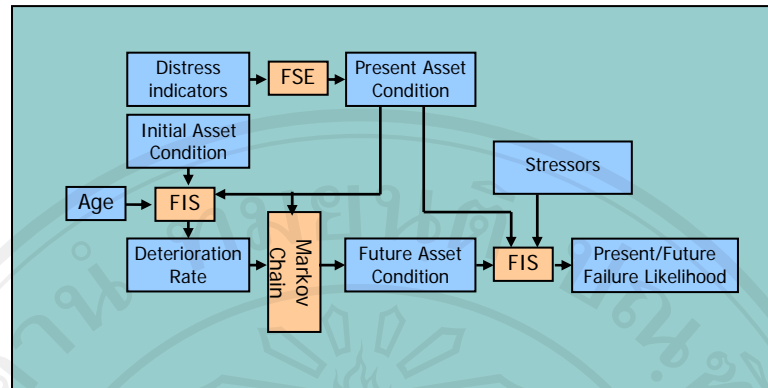 Distress
indicators
FSE
Present Asset
Condition
Initial Asset
Condition
Stressors
Age
FIS
Deterioration
Rate
Markov
Chain
Future Asset
Condition
FIS
Present/Future
Failure Likelihood